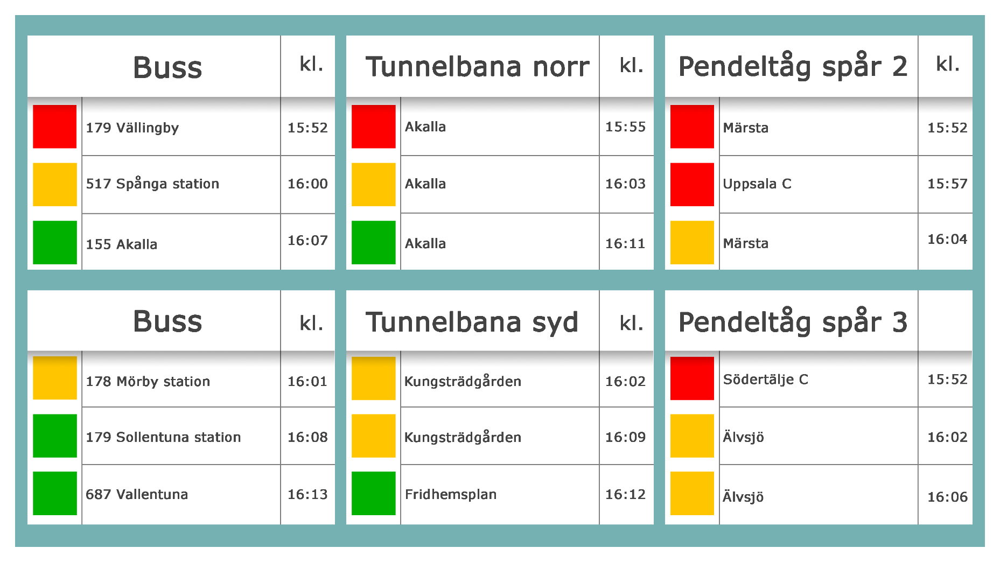 Buss kl.
179 Vällingby 15:52
517 Spånga station 16:00
155 Akalla 16:07
Tunnelbana norr kl.
Akalla 15:55
Akalla 16:03
Akalla 16:11
Pendeltåg spår 2 kl.
Märsta 15:52
Uppsala C 15:57
Märsta 16:04
Buss kl.
178 Mörby station 16:01
179 Sollentuna station 16:08
687 Vallentuna 16:13
Tunnelbana syd kl.
Kungsträdgården 16:02
Kungsträdgården 16:09
Fridhemsplan 16:12
Pendeltåg spår 3
Södertälje C 15:52
Älvsjö 16:02
Älvsjö 16:06